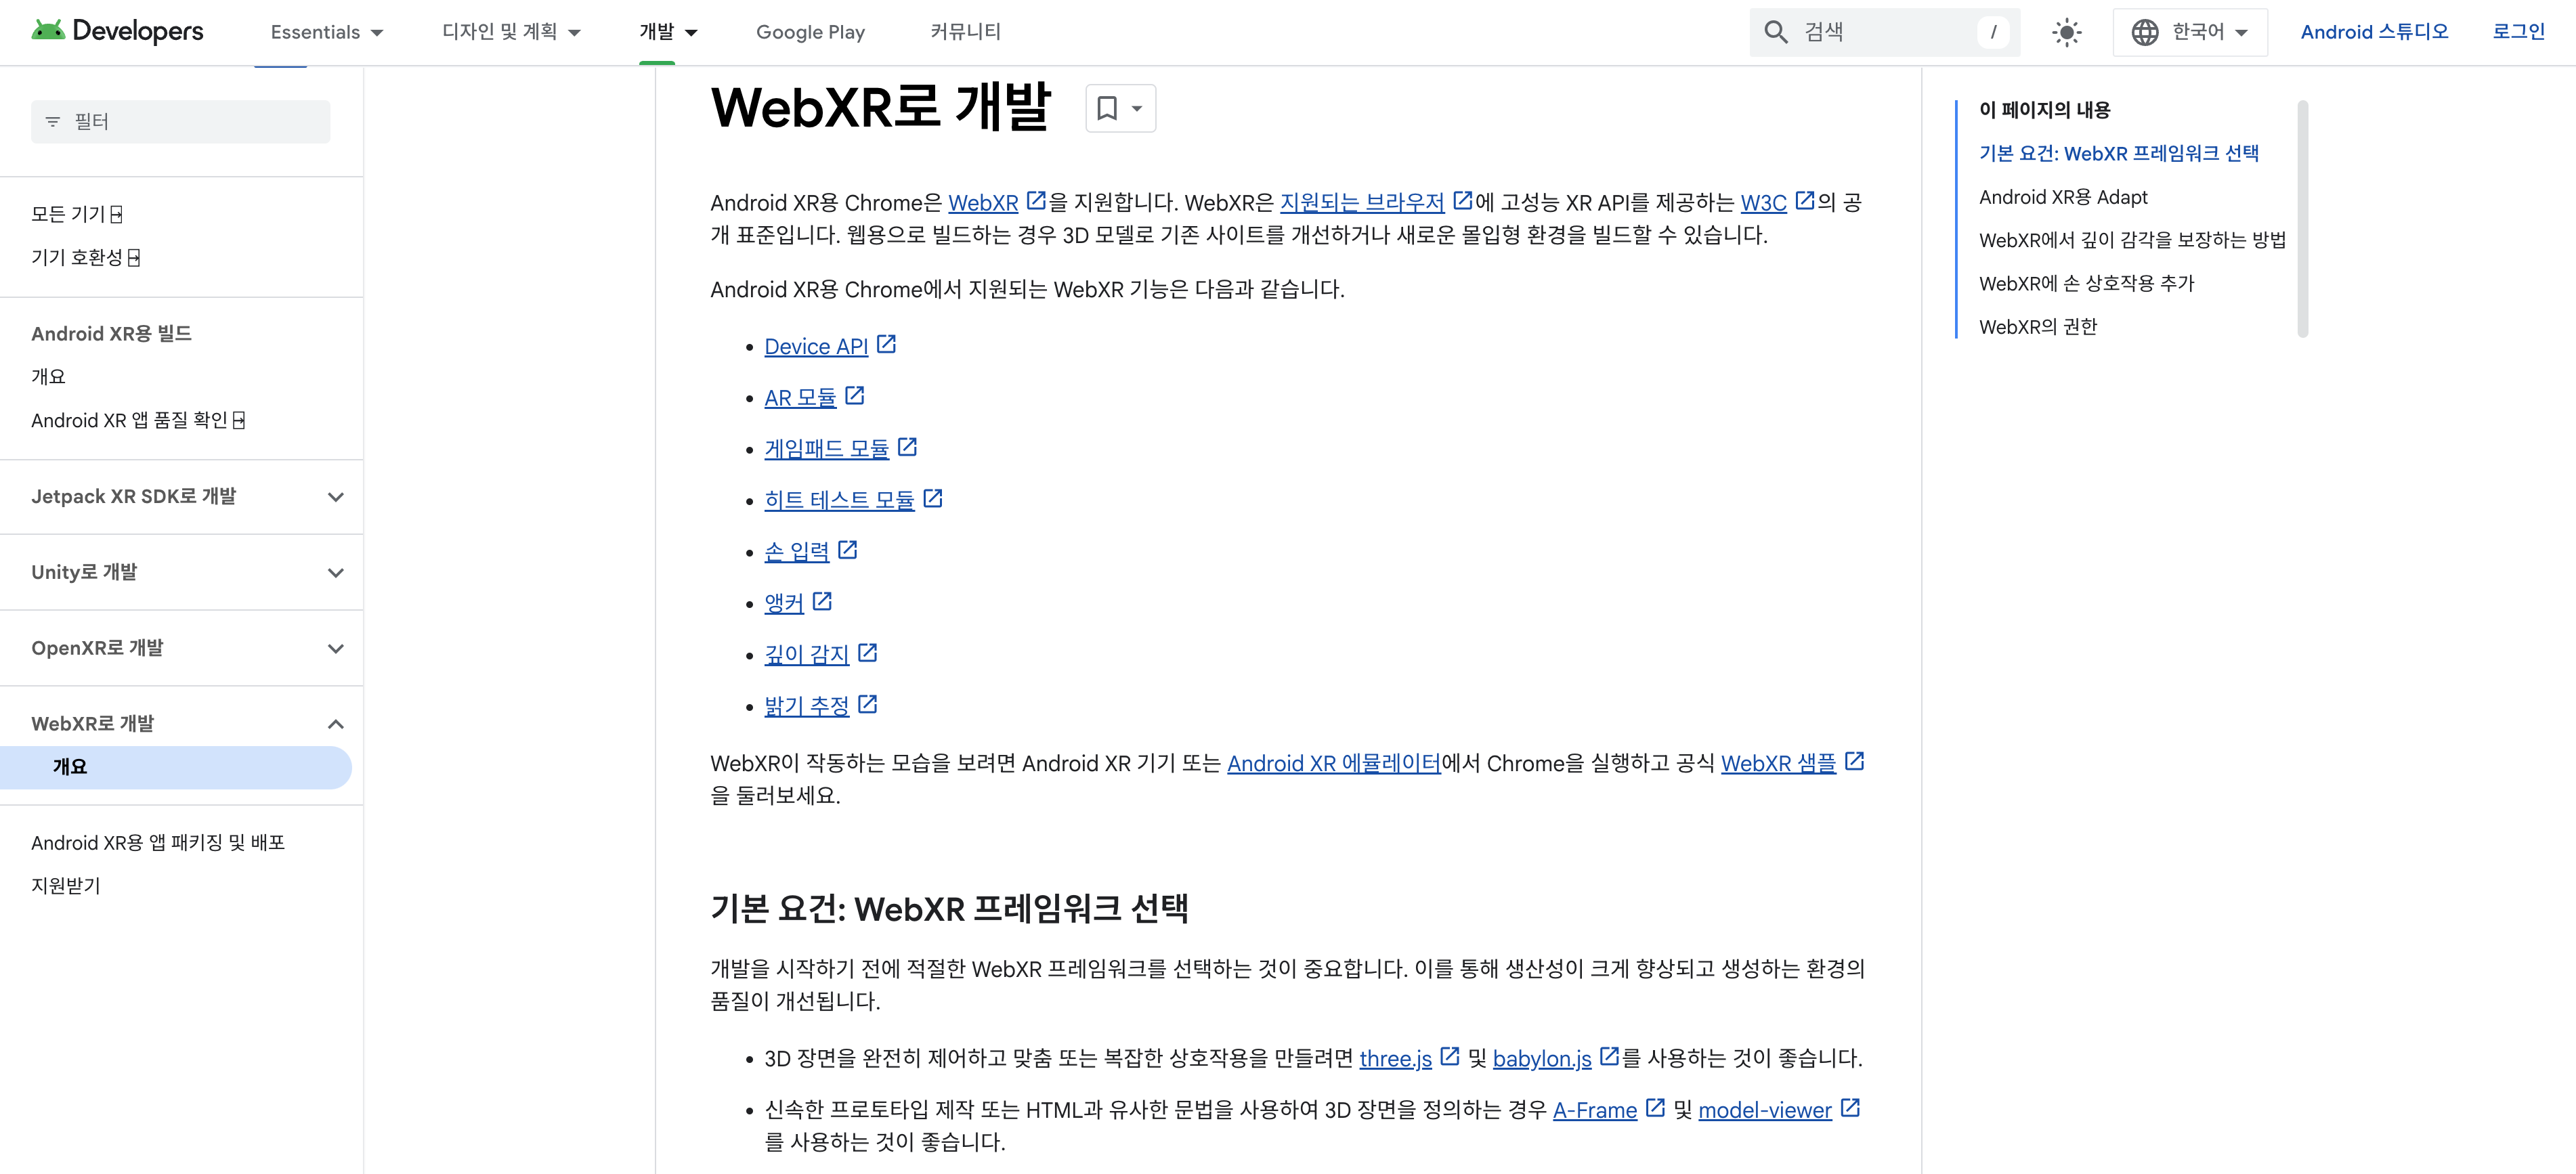 Developers
Essentials
디자인 및 계획
개발
Google Play
커뮤니티
검색
/
한국어
Android 스튜디오
로그인
필터
모든 기기
기기 호환성
Android XR용 빌드
개요
Android XR 앱 품질 확인
Jetpack XR SDK로 개발
Unity로 개발
OpenXR로 개발
WebXR로 개발
개요
Android XR용 앱 패키징 및 배포
지원받기
WebXR로 개발
Android XR용 Chrome은 WebXR을 지원합니다. WebXR은 지원되는 브라우저에 고성능 XR API를 제공하는 W3C의 공
개 표준입니다. 웹용으로 빌드하는 경우 3D 모델로 기존 사이트를 개선하거나 새로운 몰입형 환경을 빌드할 수 있습니다.
Android XR용 Chrome에서 지원되는 WebXR 기능은 다음과 같습니다.
• Device API
• AR 모듈
• 게임패드 모듈
• 히트 테스트 모듈
• 손 입력
• 앵커
• 깊이 감지
• 밝기 추정
WebXR이 작동하는 모습을 보려면 Android XR 기기 또는 Android XR 에뮬레이터에서 Chrome을 실행하고 공식 WebXR 샘플
을 둘러보세요.
기본 요건: WebXR 프레임워크 선택
개발을 시작하기 전에 적절한 WebXR 프레임워크를 선택하는 것이 중요합니다. 이를 통해 생산성이 크게 향상되고 생성하는 환경의
품질이 개선됩니다.
• 3D 장면을 완전히 제어하고 맞춤 또는 복잡한 상호작용을 만들려면 three.js 및 babylon.js를 사용하는 것이 좋습니다.
• 신속한 프로토타입 제작 또는 HTML과 유사한 문법을 사용하여 3D 장면을 정의하는 경우 A-Frame 및 model-viewer
를 사용하는 것이 좋습니다.
이 페이지의 내용
기본 요건: WebXR 프레임워크 선택
Android XR용 Adapt
WebXR에서 깊이 감각을 보장하는 방법
WebXR에 손 상호작용 추가
WebXR의 권한